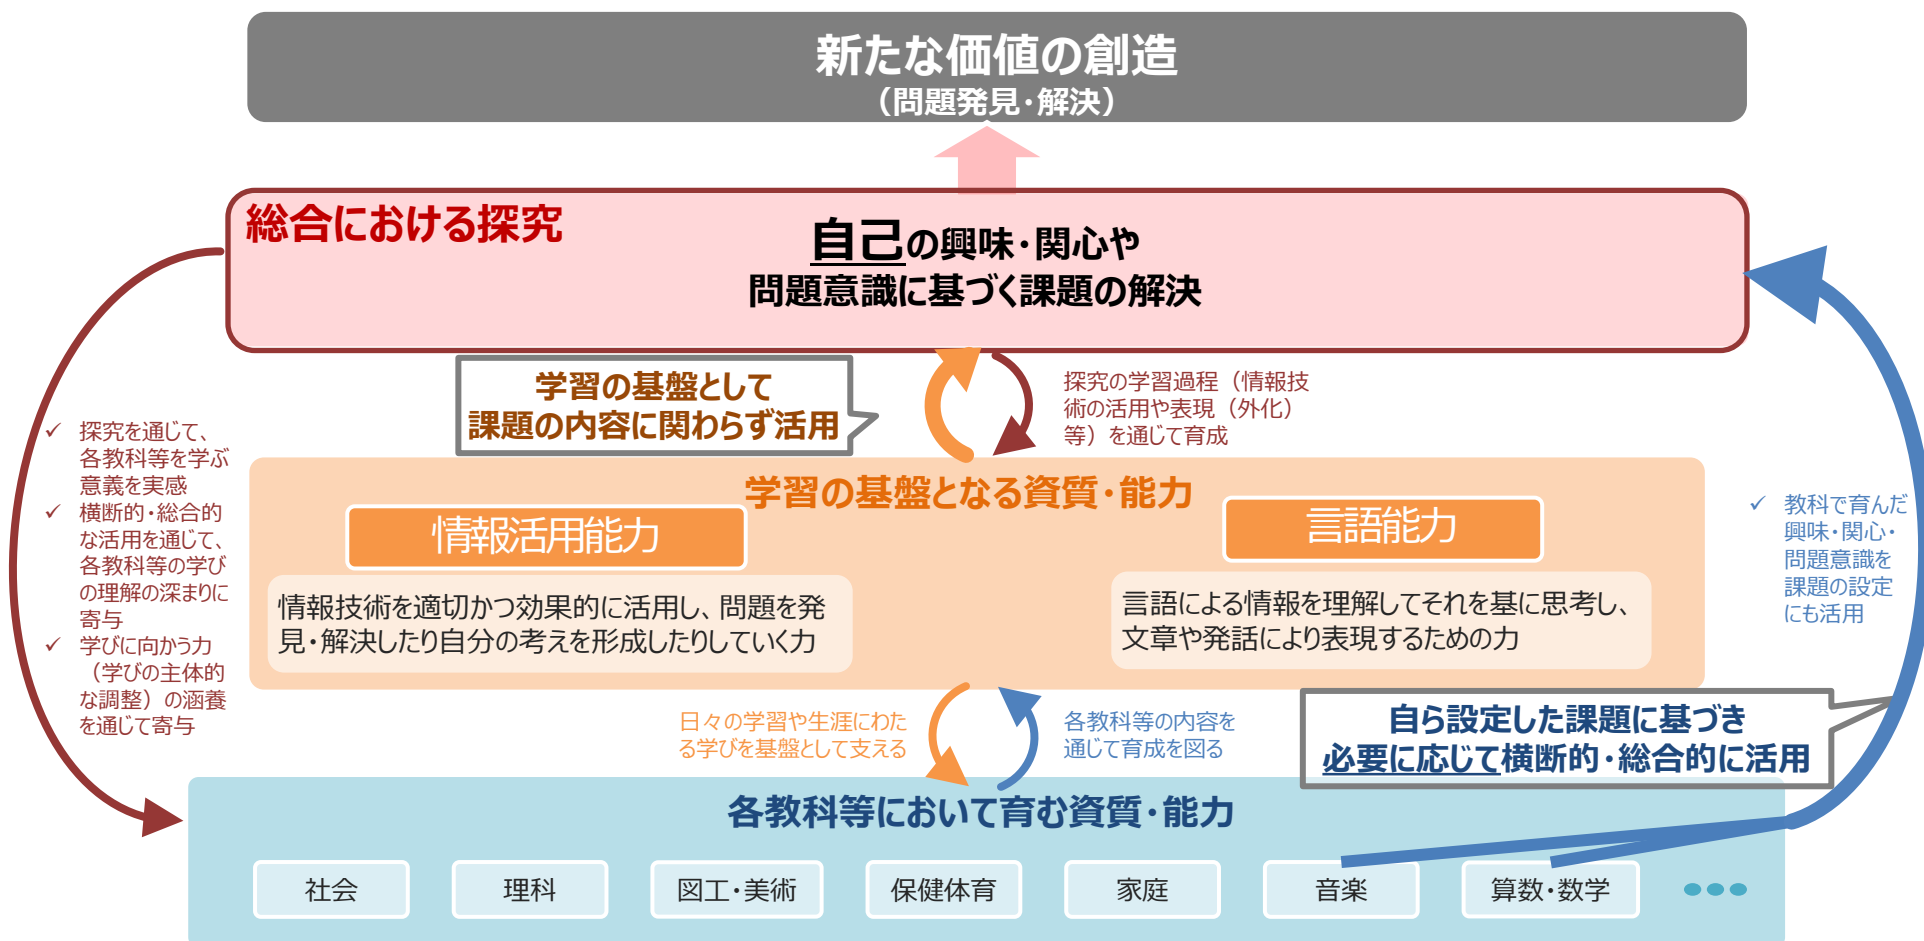 新たな価値の創造
（問題発見・解決）
総合における探究
自己の興味・関心や
問題意識に基づく課題の解決
学習の基盤として
課題の内容に関わらず活用
探究の学習過程（情報技
術の活用や表現（外化）
等）を通じて育成
✓ 探究を通じて、
各教科等を学ぶ
意義を実感
✓ 横断的・総合的
な活用を通じて、
各教科等の学び
の理解の深まりに
寄与
✓ 学びに向かう力
（学びの主体的
な調整）の涵養
を通じて寄与
学習の基盤となる資質・能力
情報活用能力
情報技術を適切かつ効果的に活用し、問題を発
見・解決したり自分の考えを形成したりしていく力
言語能力
言語による情報を理解してそれを基に思考し、
文章や発話により表現するための力
✓ 教科で育んだ
興味・関心・
問題意識を
課題の設定
にも活用
日々の学習や生涯にわた
る学びを基盤として支える
各教科等の内容を
通じて育成を図る
自ら設定した課題に基づき
必要に応じて横断的・総合的に活用
各教科等において育む資質・能力
社会
理科
図工・美術
保健体育
家庭
音楽
算数・数学
●●●